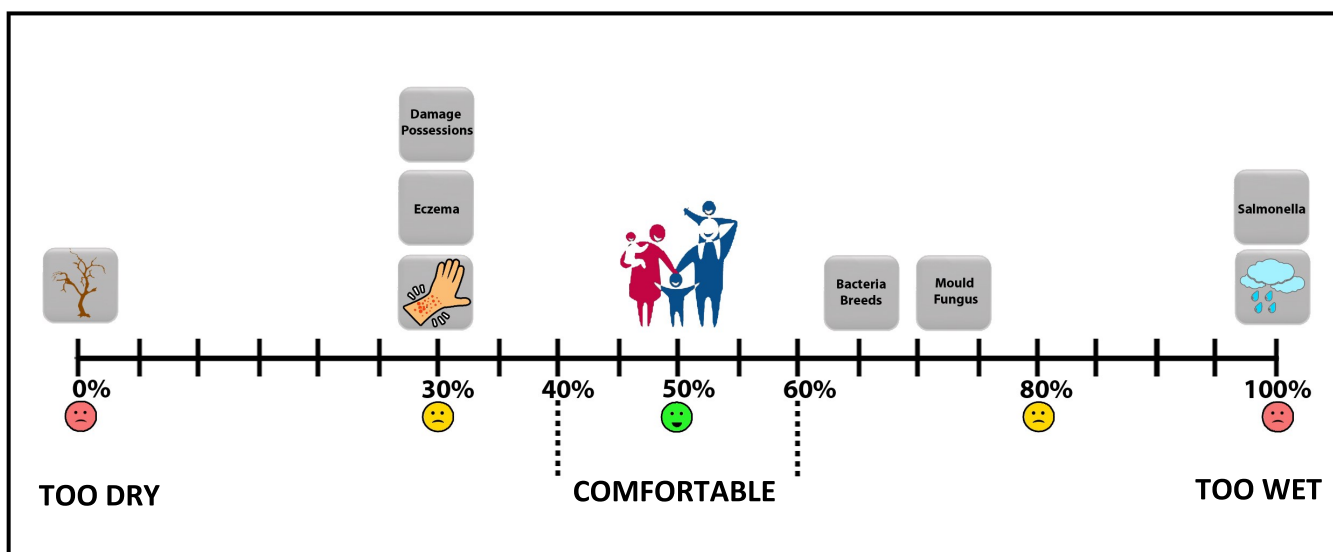 Damage
Possessions
Eczema
Salmonella
Bacteria
Breeds
Mould
Fungus
0%
30%
40%
50%
60%
80%
100%
TOO DRY
COMFORTABLE
TOO WET